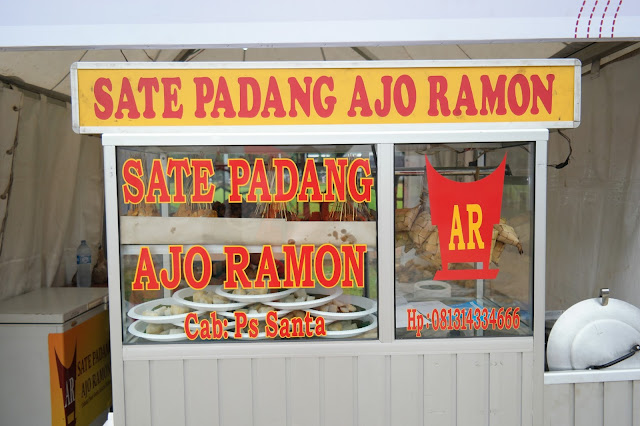 SATE PADANG AJO RAMON
SATE PADANG
AJO RAMON
Cab: Ps Santa
AR
Hp+081314334666
AR
SATE PADANG
AJO RAMON